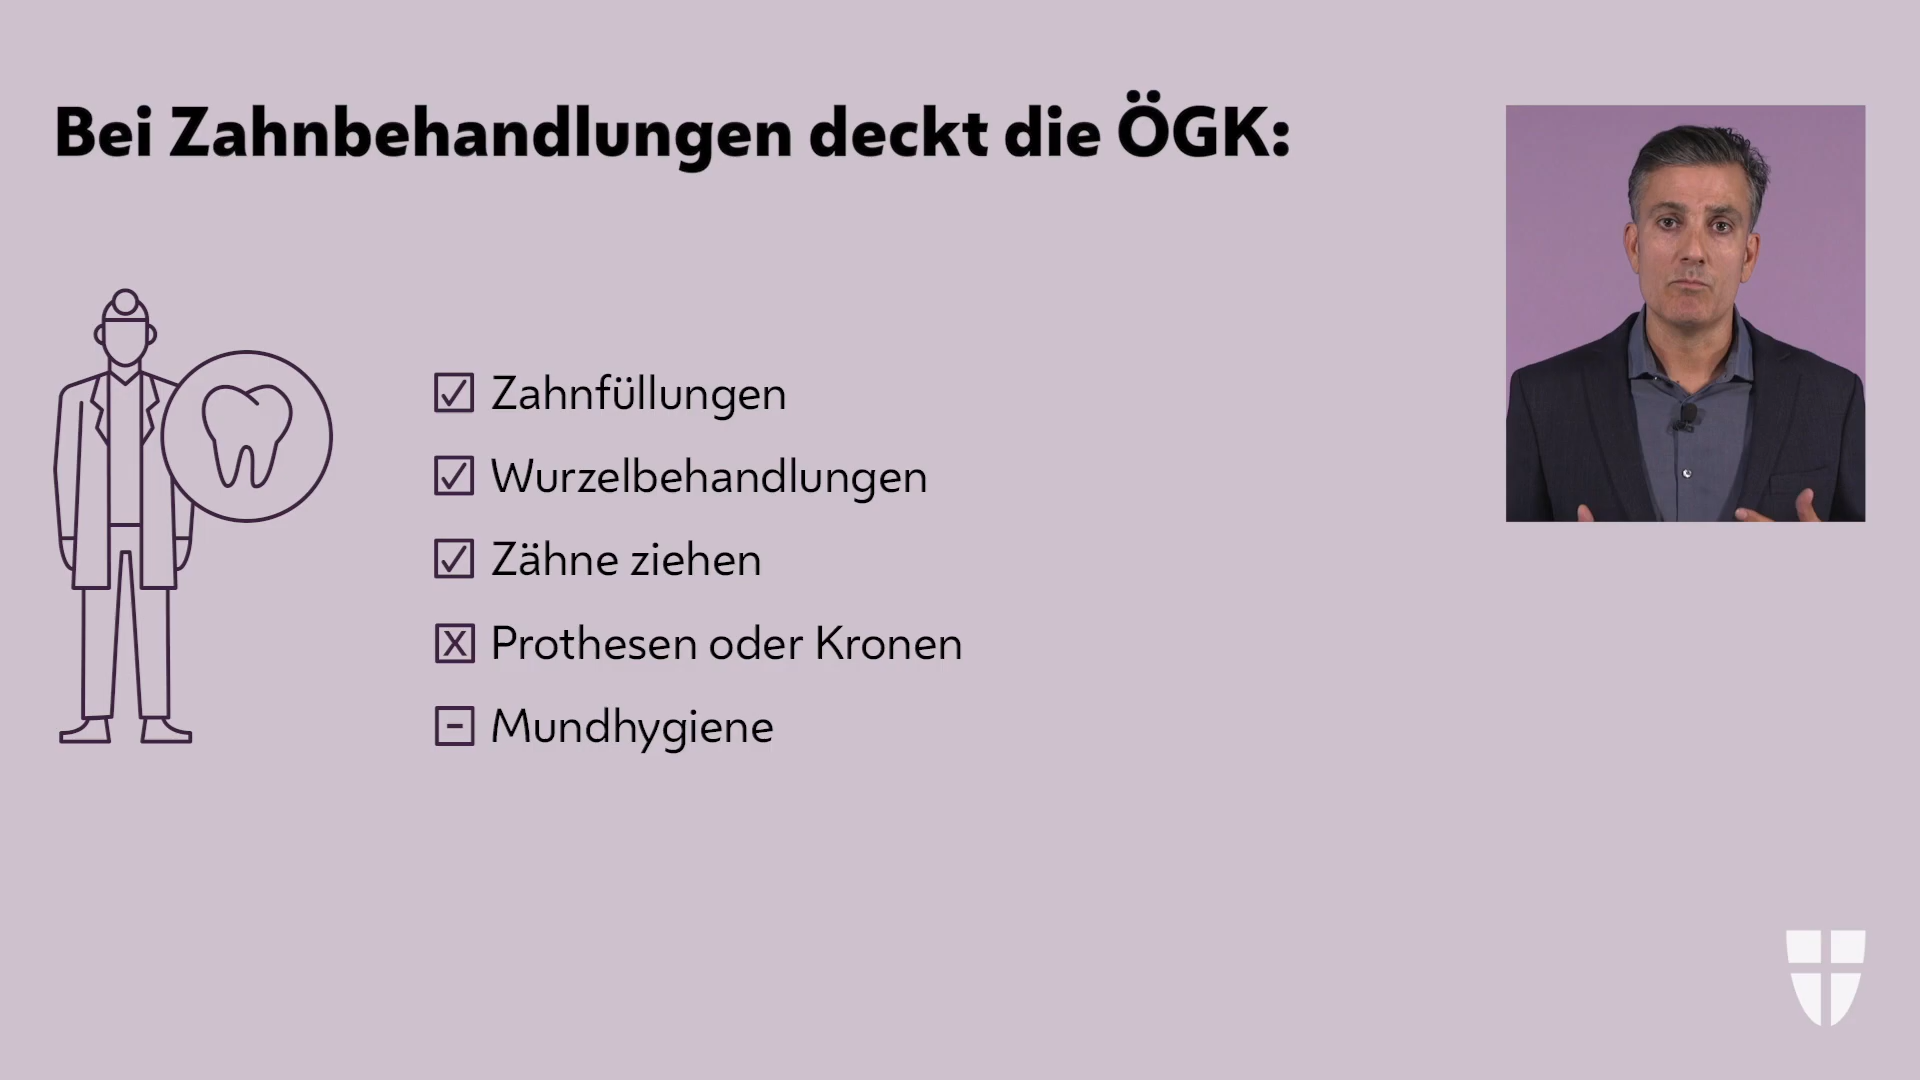 Bei Zahnbehandlungen deckt die ÖGK:
Zahnfüllungen
Wurzelbehandlungen
Zähne ziehen
Prothesen oder Kronen
Mundhygiene